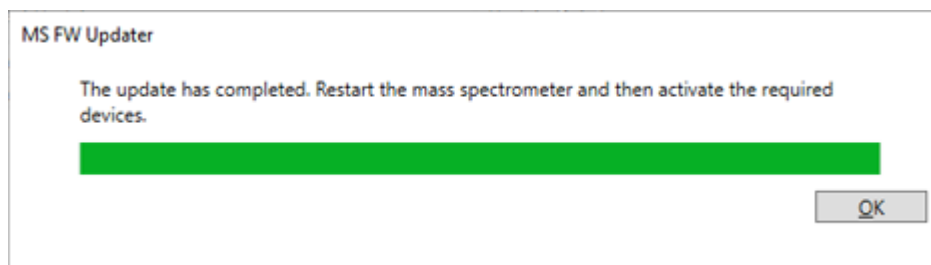 MS FW Updater
The update has completed. Restart the mass spectrometer and then activate the required
devices.
OK